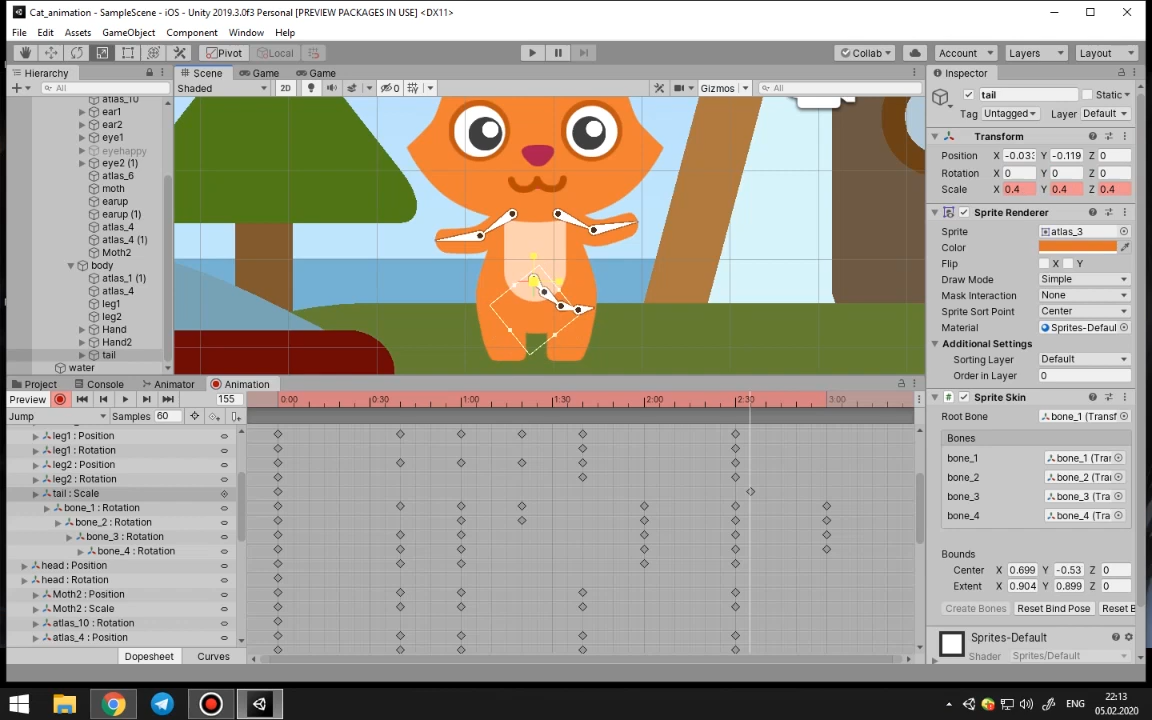 Cat_animation - SampleScene - iOS - Unity 2019.3.0f3 Personal [PREVIEW PACKAGES IN USE] <DX11>
File Edit Assets GameObject Component Window Help
Pivot Local Collab Account Layers Layout
Hierarchy Scene Game Game Inspector
All Shaded 2D 0 Gizmos All
tail Static
Tag Untagged Layer Default
atlas_10
ear1
ear2
eye1
eyehappy
eye2 (1)
atlas_6
moth
earup
earup (1)
atlas_4
atlas_4 (1)
Moth2
body
atlas_1 (1)
atlas_4
leg1
leg2
Hand
Hand2
tail
water
Transform
Position X Y -0.119 Z 0
Rotation X 0 Y 0 Z 0
Scale X 0.4 Y 0.4 Z 0.4
Sprite Renderer
Sprite atlas_3
Color
Flip X Y
Draw Mode Simple
Mask Interaction None
Sprite Sort Point Center
Material Sprites-Defaul
Additional Settings
Sorting Layer Default
Order in Layer 0
Sprite Skin
Root Bone bone_1 (Transf
Bones
bone_1 bone_1 (Tra
bone_2 bone_2 (Tra
bone_3 bone_3 (Tra
bone_4 bone_4 (Tra
Bounds
Center X 0.699 Y -0.53 Z 0
Extent X 0.904 Y 0.899 Z 0
Create Bones Reset Bind Pose Reset B
Sprites-Default
Shader Sprites/Default
Project Console Animator Animation
Preview 155 0:00 0:30 1:00 1:30 2:00 2:30 3:00
Jump Samples 60
leg1 : Position
leg1 : Rotation
leg2 : Position
leg2 : Rotation
tail : Scale
bone_1 : Rotation
bone_2 : Rotation
bone_3 : Rotation
bone_4 : Rotation
head : Position
head : Rotation
Moth2 : Position
Moth2 : Scale
atlas_10 : Rotation
atlas_4 : Position
Dopesheet Curves
ENG
22:13
05.02.2020